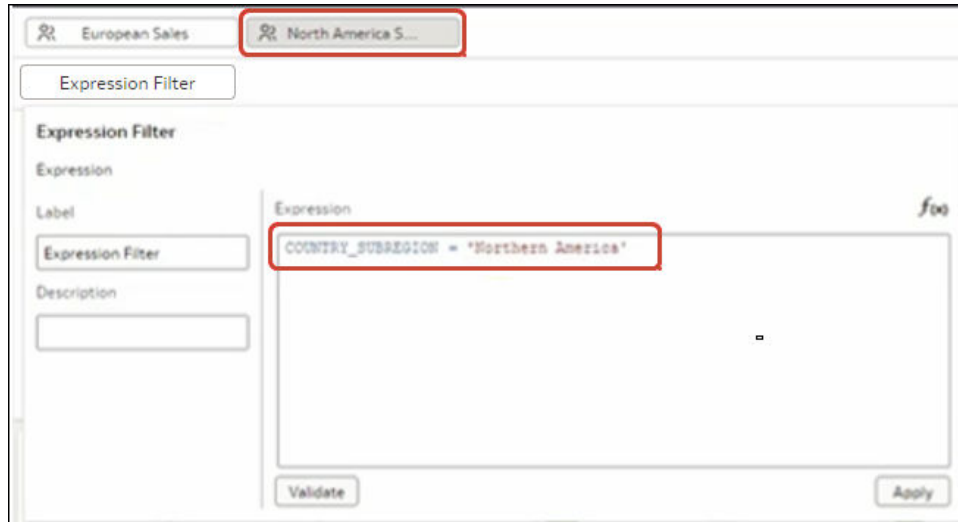 European Sales
North America S...
Expression Filter
Expression Filter
Expression
Label
Expression
f(x)
Expression Filter
COUNTRY_SUBREGION = 'Northern America'
Description
Validate
Apply